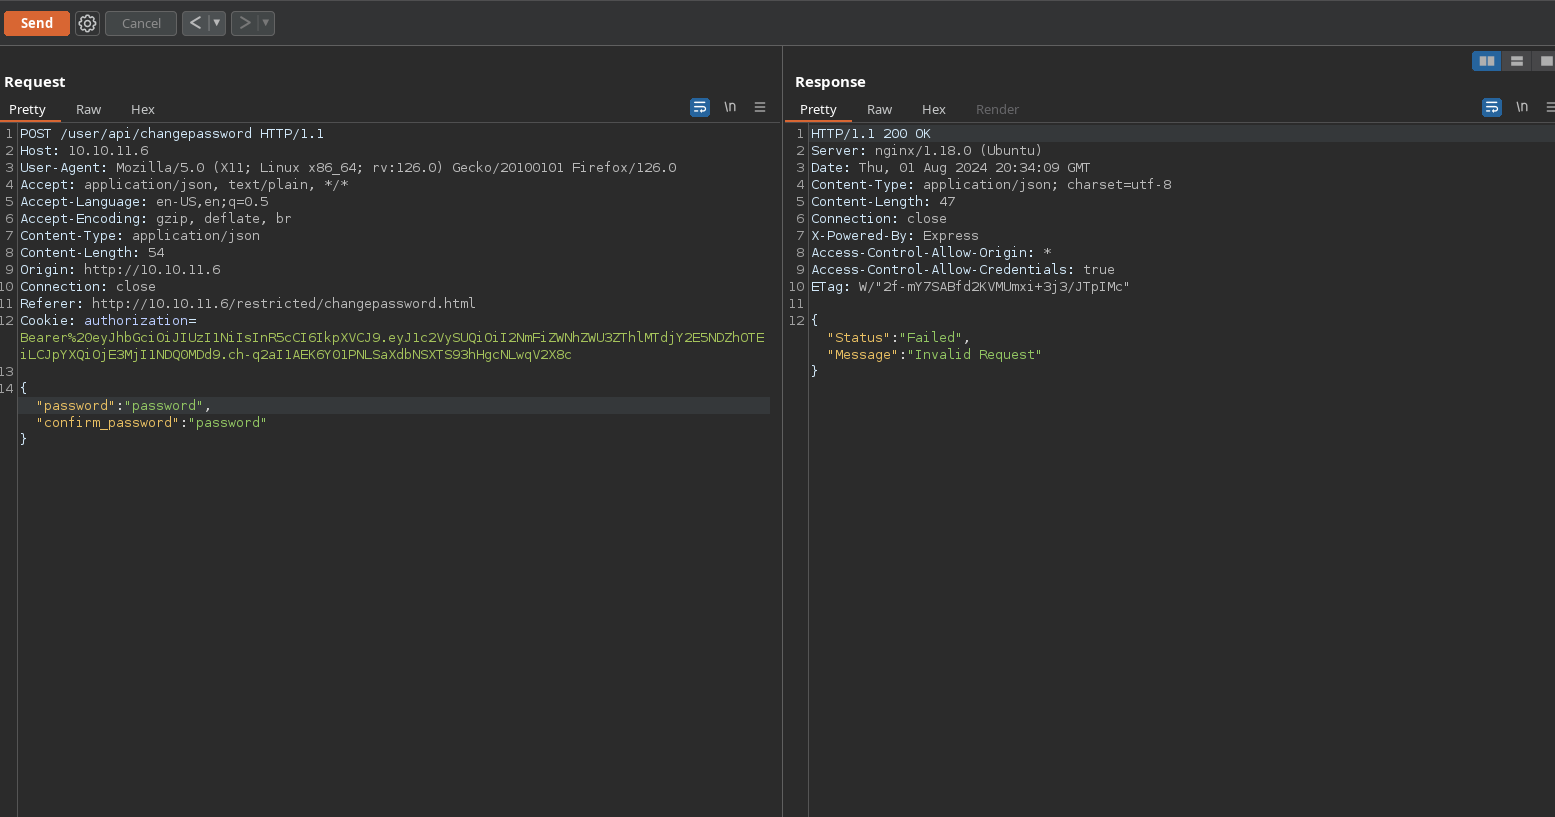 Send
Cancel
Request
Pretty Raw Hex
\n
1 POST /user/api/changepassword HTTP/1.1
2 Host: 10.10.11.6
3 User-Agent: Mozilla/5.0 (X11; Linux x86_64; rv:126.0) Gecko/20100101 Firefox/126.0
4 Accept: application/json, text/plain, */*
5 Accept-Language: en-US,en;q=0.5
6 Accept-Encoding: gzip, deflate, br
7 Content-Type: application/json
8 Content-Length: 54
9 Origin: http://10.10.11.6
10 Connection: close
11 Referer: http://10.10.11.6/restricted/changepassword.html
12 Cookie: authorization=
Bearer%20eyJhbGciOiJIUzI1NiIsInR5cCI6IkpXVCJ9.eyJ1c2VySUQiOiI2NmFiZWNhZWU3ZThlMTdjY2E5NDZhOTE
iLCJpYXQiOjE3MjI1NDQ0MDd9.ch-q2aI1AEK6YO1PNLSaXdbNSXTS93hHgcNLwqV2X8c
13
14 {
"password":"password",
"confirm_password":"password"
}
Response
Pretty Raw Hex Render
\n
1 HTTP/1.1 200 OK
2 Server: nginx/1.18.0 (Ubuntu)
3 Date: Thu, 01 Aug 2024 20:34:09 GMT
4 Content-Type: application/json; charset=utf-8
5 Content-Length: 47
6 Connection: close
7 X-Powered-By: Express
8 Access-Control-Allow-Origin: *
9 Access-Control-Allow-Credentials: true
10 ETag: W/"2f-mY7SABfd2KVMUmxi+3j3/JTpIMc"
11
12 {
"Status":"Failed",
"Message":"Invalid Request"
}